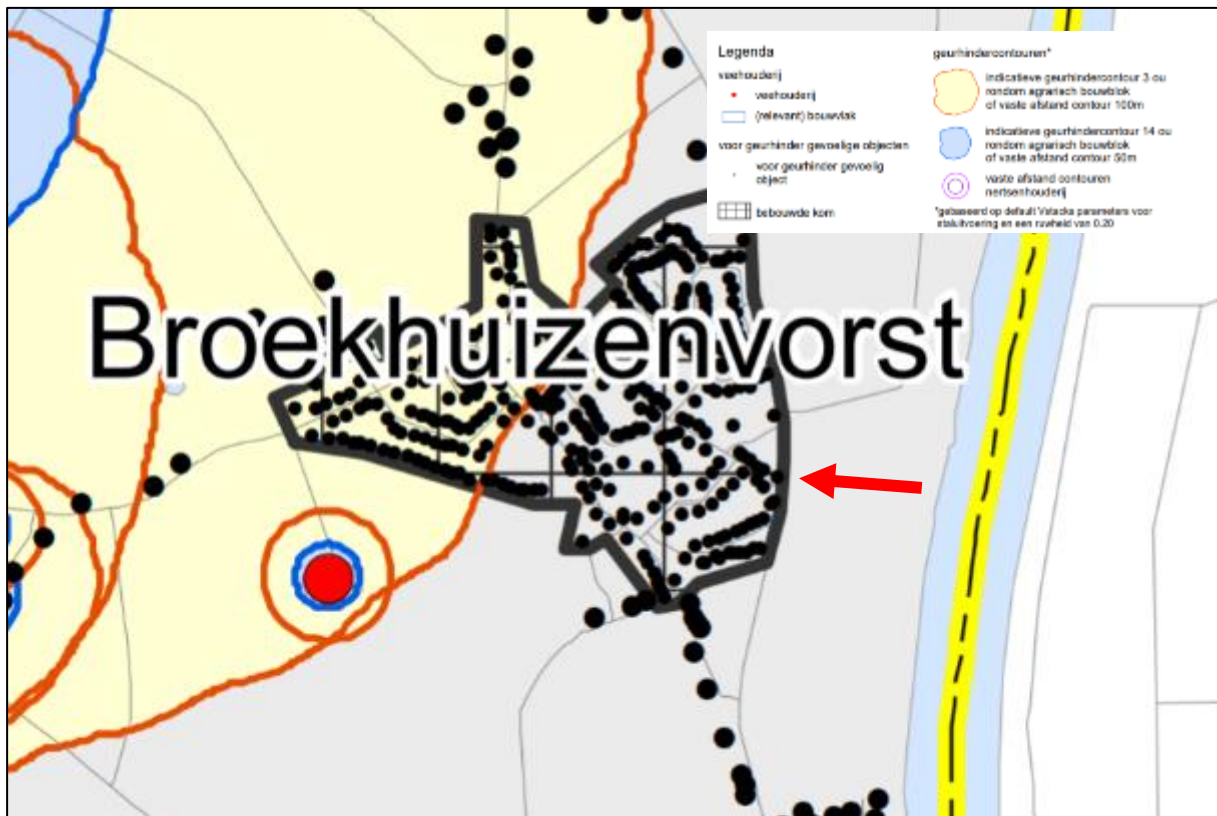 Legenda
veehouderij
veehouderij
(relevant) bouwvlak
voor geurhinder gevoelige objecten
voor geurhinder gevoelig
object
bebouwde kom
geurhindercontouren*
indicatieve geurhindercontour 3 ou
rondom agrarisch bouwblok
of vaste afstand contour 100m
indicatieve geurhindercontour 14 ou
rondom agrarisch bouwblok
of vaste afstand contour 50m
vaste afstand contouren
nertsenhouderij
*gebaseerd op default Vstacks parameters voor
staluitvoering en een ruwheid van 0.20
Broekhuizenvorst